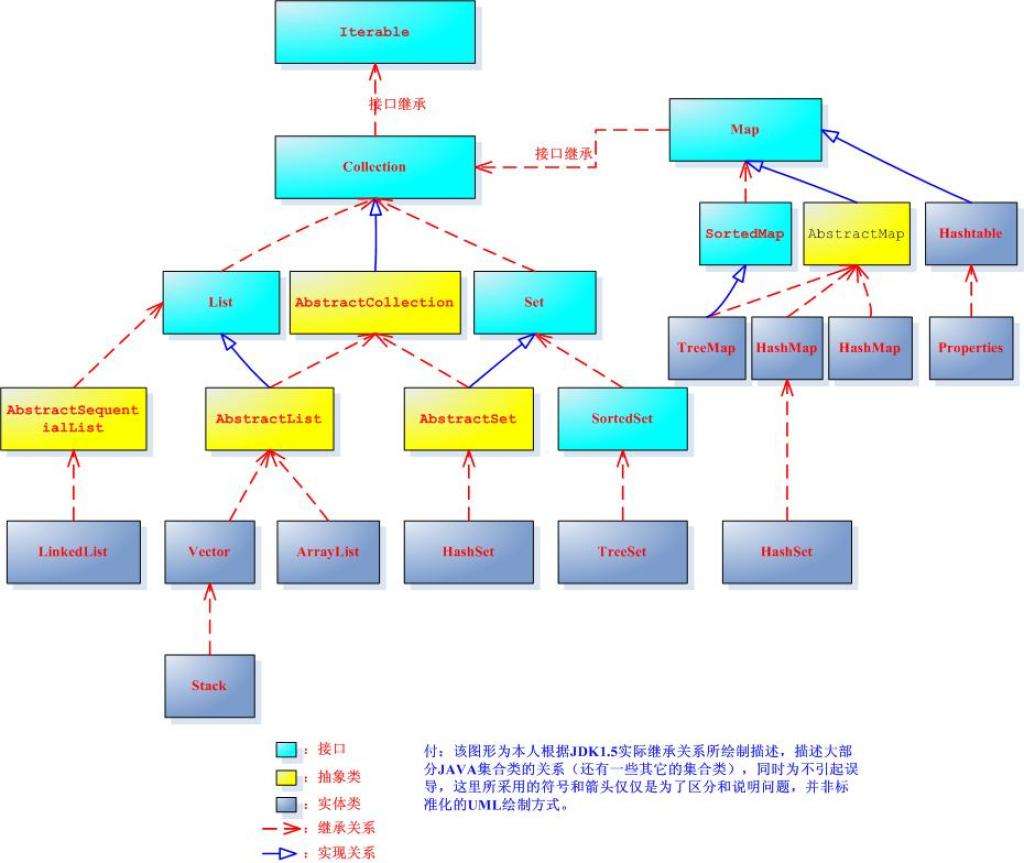 Iterable
接口继承
Map
接口继承
Collection
SortedMap
AbstractMap
Hashtable
List
AbstractCollection
Set
TreeMap
HashMap
HashMap
Properties
AbstractSequent
ialList
AbstractList
AbstractSet
SortedSet
LinkedList
Vector
ArrayList
HashSet
TreeSet
HashSet
Stack
：接口
：抽象类
：实体类
：继承关系
：实现关系
付：该图形为本人根据JDK1.5实际继承关系所绘制描述，描述大部
分JAVA集合类的关系（还有一些其它的集合类），同时为不引起误
导，这里所采用的符号和箭头仅仅是为了区分和说明问题，并非标
准化的UML绘制方式。